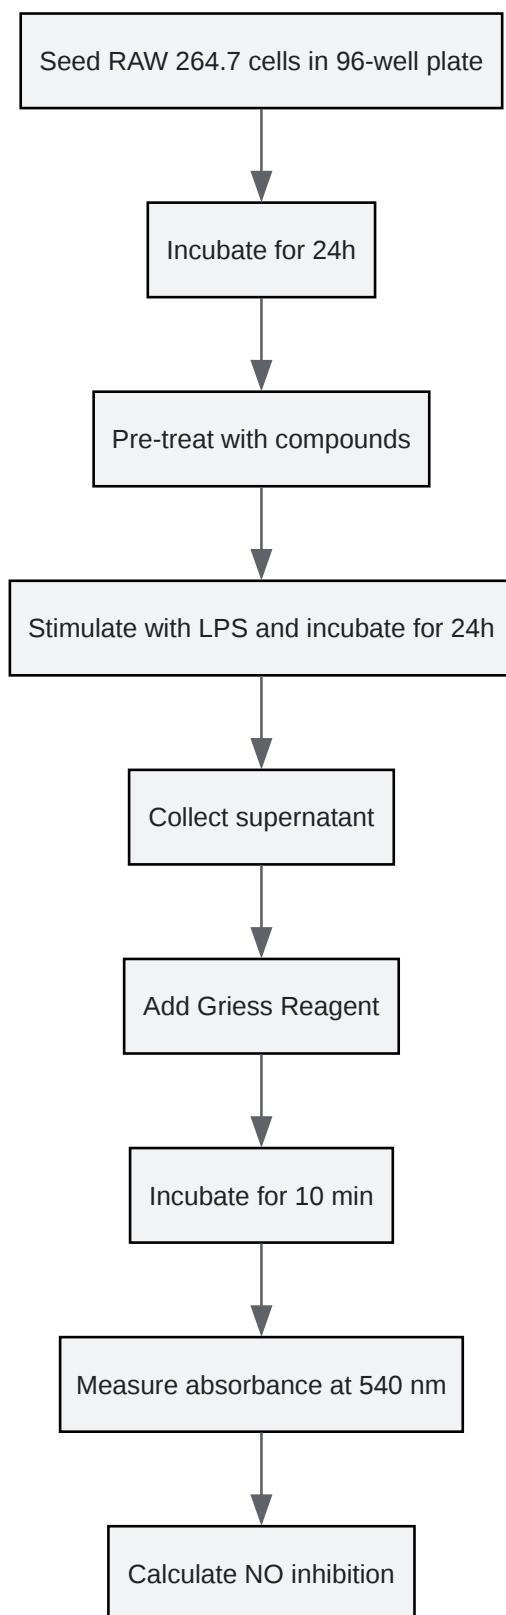 Seed RAW 264.7 cells in 96-well plate
Incubate for 24h
Pre-treat with compounds
Stimulate with LPS and incubate for 24h
Collect supernatant
Add Griess Reagent
Incubate for 10 min
Measure absorbance at 540 nm
Calculate NO inhibition